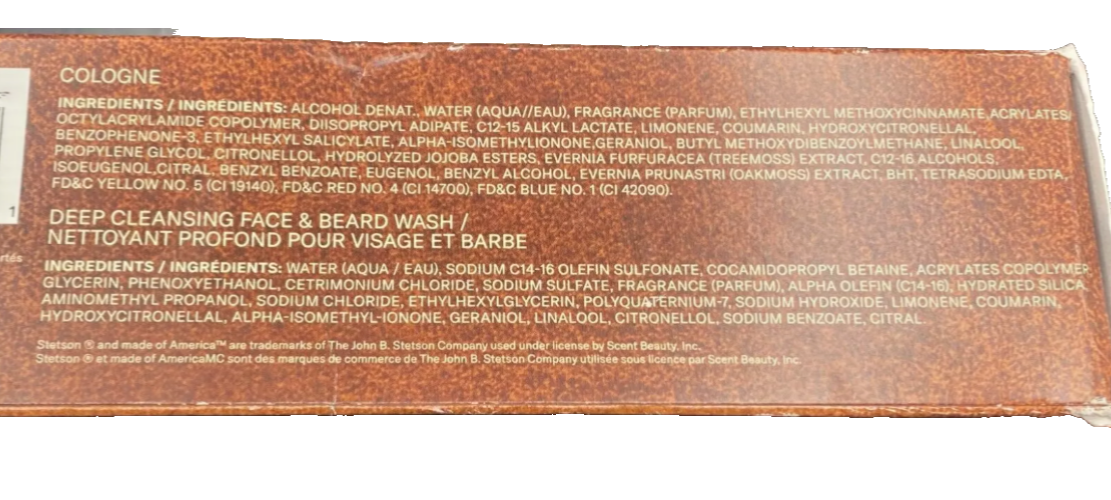 COLOGNE
INGREDIENTS / INGRÉDIENTS: ALCOHOL DENAT., WATER (AQUA//EAU), FRAGRANCE (PARFUM), ETHYLHEXYL METHOXYCINNAMATE, ACRYLATES/
OCTYLACRYLAMIDE COPOLYMER, DIISOPROPYL ADIPATE, C12-15 ALKYL LACTATE, LIMONENE, COUMARIN, HYDROXYCITRONELLAL,
BENZOPHENONE-3, ETHYLHEXYL SALICYLATE, ALPHA-ISOMETHYLIONONE,GERANIOL, BUTYL METHOXYDIBENZOYLMETHANE, LINALOOL,
PROPYLENE GLYCOL, CITRONELLOL, HYDROLYZED JOJOBA ESTERS, EVERNIA FURFURACEA (TREEMOSS) EXTRACT, C12-16 ALCOHOLS,
ISOEUGENOL,CITRAL, BENZYL BENZOATE, EUGENOL, BENZYL ALCOHOL, EVERNIA PRUNASTRI (OAKMOSS) EXTRACT, BHT, TETRASODIUM EDTA,
FD&C YELLOW NO. 5 (CI 19140), FD&C RED NO. 4 (CI 14700), FD&C BLUE NO. 1 (CI 42090).
1
DEEP CLEANSING FACE & BEARD WASH /
NETTOYANT PROFOND POUR VISAGE ET BARBE
rtés
INGREDIENTS / INGRÉDIENTS: WATER (AQUA / EAU), SODIUM C14-16 OLEFIN SULFONATE, COCAMIDOPROPYL BETAINE, ACRYLATES COPOLYMER,
GLYCERIN, PHENOXYETHANOL, CETRIMONIUM CHLORIDE, SODIUM SULFATE, FRAGRANCE (PARFUM), ALPHA OLEFIN (C14-16), HYDRATED SILICA,
AMINOMETHYL PROPANOL, SODIUM CHLORIDE, ETHYLHEXYLGLYCERIN, POLYQUATERNIUM-7, SODIUM HYDROXIDE, LIMONENE, COUMARIN,
HYDROXYCITRONELLAL, ALPHA-ISOMETHYL-IONONE, GERANIOL, LINALOOL, CITRONELLOL, SODIUM BENZOATE, CITRAL.
Stetson ® and made of America™ are trademarks of The John B. Stetson Company used under license by Scent Beauty, Inc.
Stetson ® et made of AmericaMC sont des marques de commerce de The John B. Stetson Company utilisée sous licence par Scent Beauty, Inc.